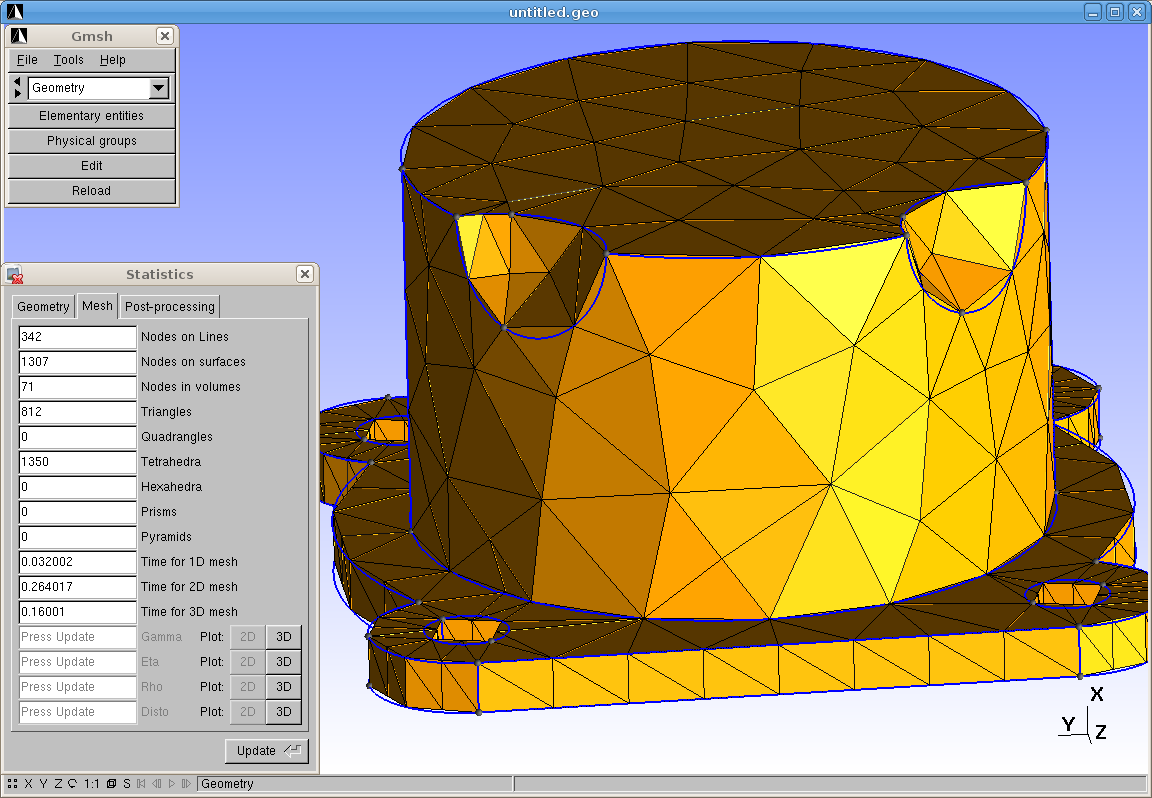 untitled.geo
Gmsh
File Tools Help
Geometry
Elementary entities
Physical groups
Edit
Reload
Statistics
Geometry Mesh Post-processing
342 Nodes on Lines
1307 Nodes on surfaces
71 Nodes in volumes
812 Triangles
0 Quadrangles
1350 Tetrahedra
0 Hexahedra
0 Prisms
0 Pyramids
0.032002 Time for 1D mesh
0.264017 Time for 2D mesh
0.16001 Time for 3D mesh
Press Update Gamma Plot: 2D 3D
Press Update Eta Plot: 2D 3D
Press Update Rho Plot: 2D 3D
Press Update Disto Plot: 2D 3D
Update
X
Y Z
X Y Z 1:1 S Geometry